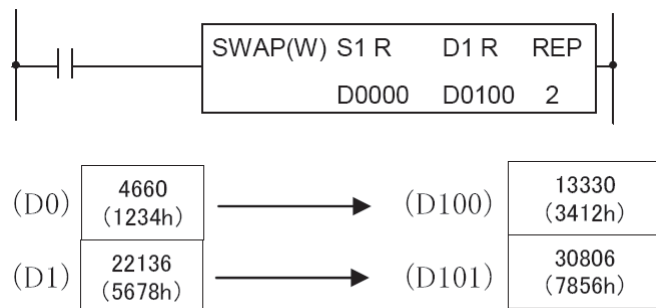 SWAP(W) S1 R D1 R REP
D0000 D0100 2
(D0) 4660 (1234h) (D100) 13330 (3412h)
(D1) 22136 (5678h) (D101) 30806 (7856h)